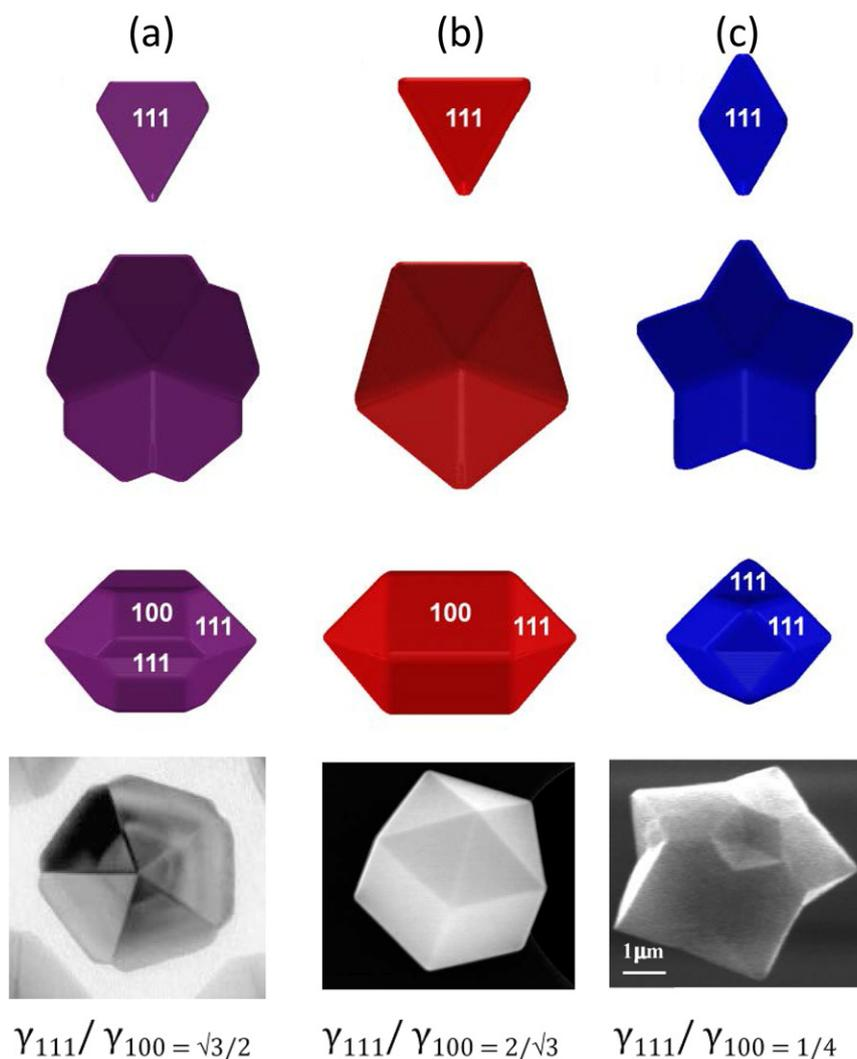 (a) (b) (c)
111 111 111
100 111 100 111 111 111
111
1μm
γ₁₁₁/ γ₁₀₀ = √3/2 γ₁₁₁/ γ₁₀₀ = 2/√3 γ₁₁₁/ γ₁₀₀ = 1/4